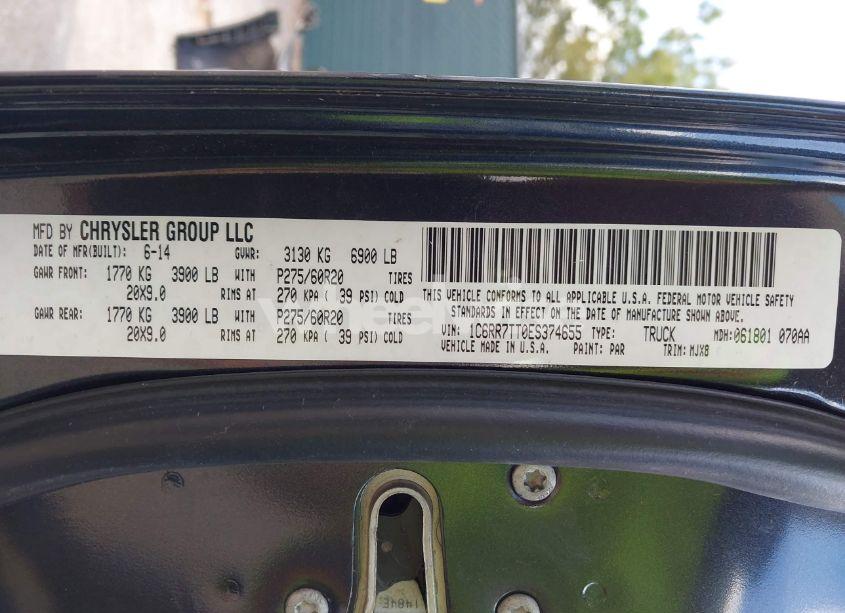 MFD BY CHRYSLER GROUP LLC
DATE OF MFR(BUILT): 6-14 GVWR: 3130 KG 6900 LB
GAWR FRONT: 1770 KG 3900 LB WITH P275/60R20 TIRES
20X9.0 RIMS AT 270 KPA ( 39 PSI) COLD
GAWR REAR: 1770 KG 3900 LB WITH P275/60R20 TIRES
20X9.0 RIMS AT 270 KPA ( 39 PSI) COLD
THIS VEHICLE CONFORMS TO ALL APPLICABLE U.S.A. FEDERAL MOTOR VEHICLE SAFETY
STANDARDS IN EFFECT ON THE DATE OF MANUFACTURE SHOWN ABOVE.
VIN: 1C6RR7TT0ES374655 TYPE: TRUCK MDH:061801 070AA
VEHICLE MADE IN U.S.A. PAINT: PAR TRIM: MJX8
1484E